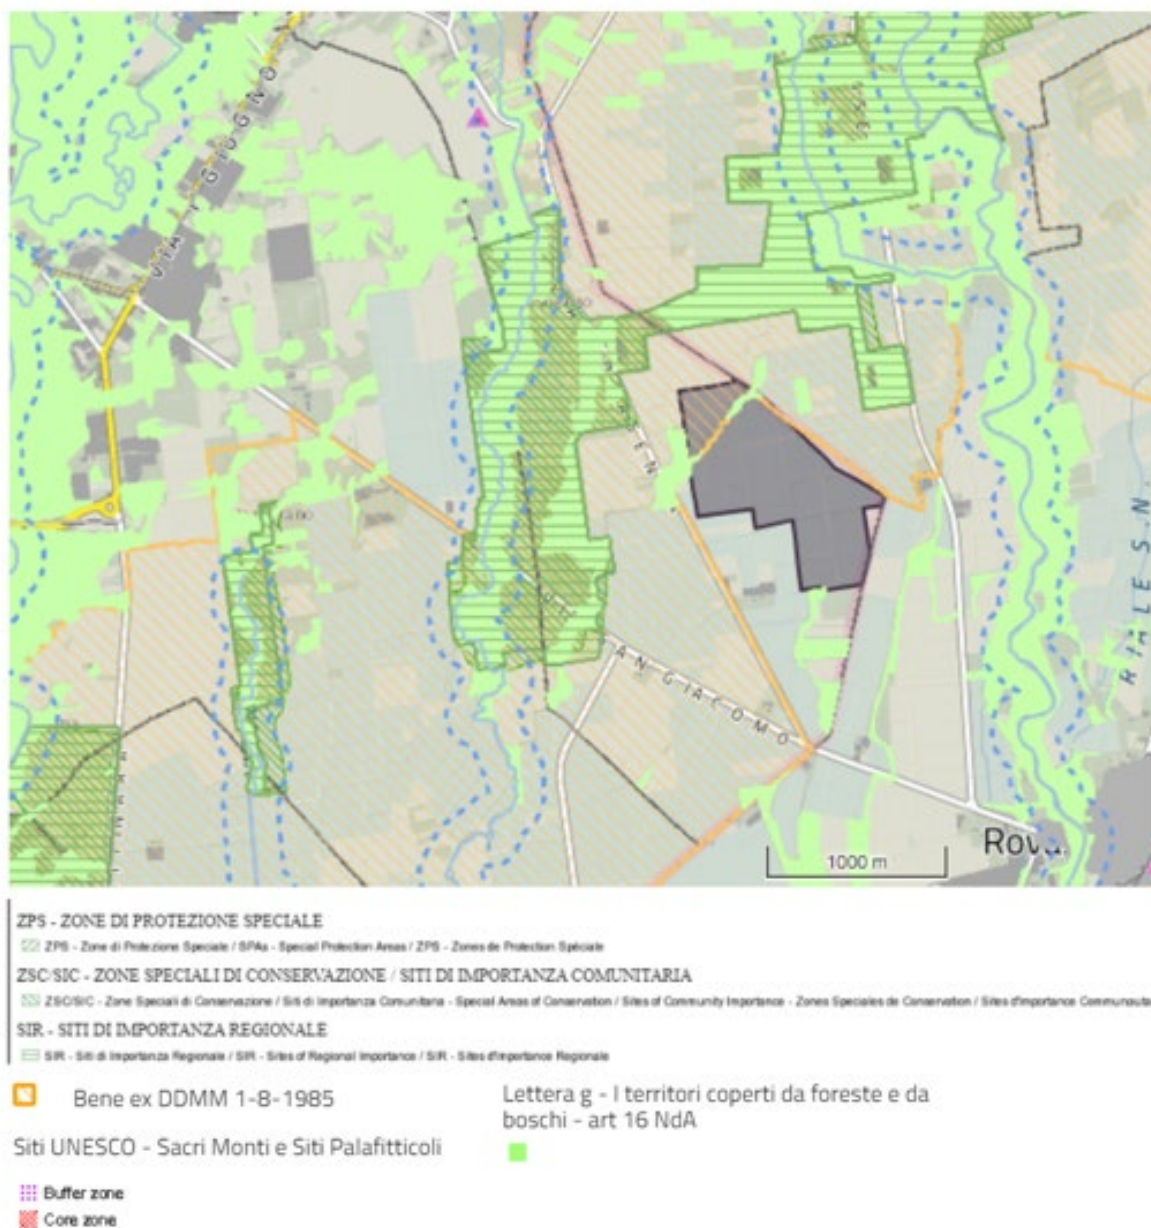 VIA 1° GIUGNO
SAN GIACOMO
RIALE S.N.
1000 m
ZPS - ZONE DI PROTEZIONE SPECIALE
ZPS - Zone di Protezione Speciale / SPAs - Special Protection Areas / ZPS - Zones de Protection Spéciale
ZSC/SIC - ZONE SPECIALI DI CONSERVAZIONE / SITI DI IMPORTANZA COMUNITARIA
ZSC/SIC - Zone Speciali di Conservazione / Siti di Importanza Comunitaria - Special Areas of Conservation / Sites of Community Importance - Zones Speciales de Conservation / Sites d'Importance Communauta
SIR - SITI DI IMPORTANZA REGIONALE
SIR - Siti di Importanza Regionale / SIR - Sites of Regional Importance / SIR - Sites d'Importance Regionale
Bene ex DDMM 1-8-1985
Lettera g - I territori coperti da foreste e da
boschi - art 16 NdA
Siti UNESCO - Sacri Monti e Siti Palafitticoli
Buffer zone
Core zone